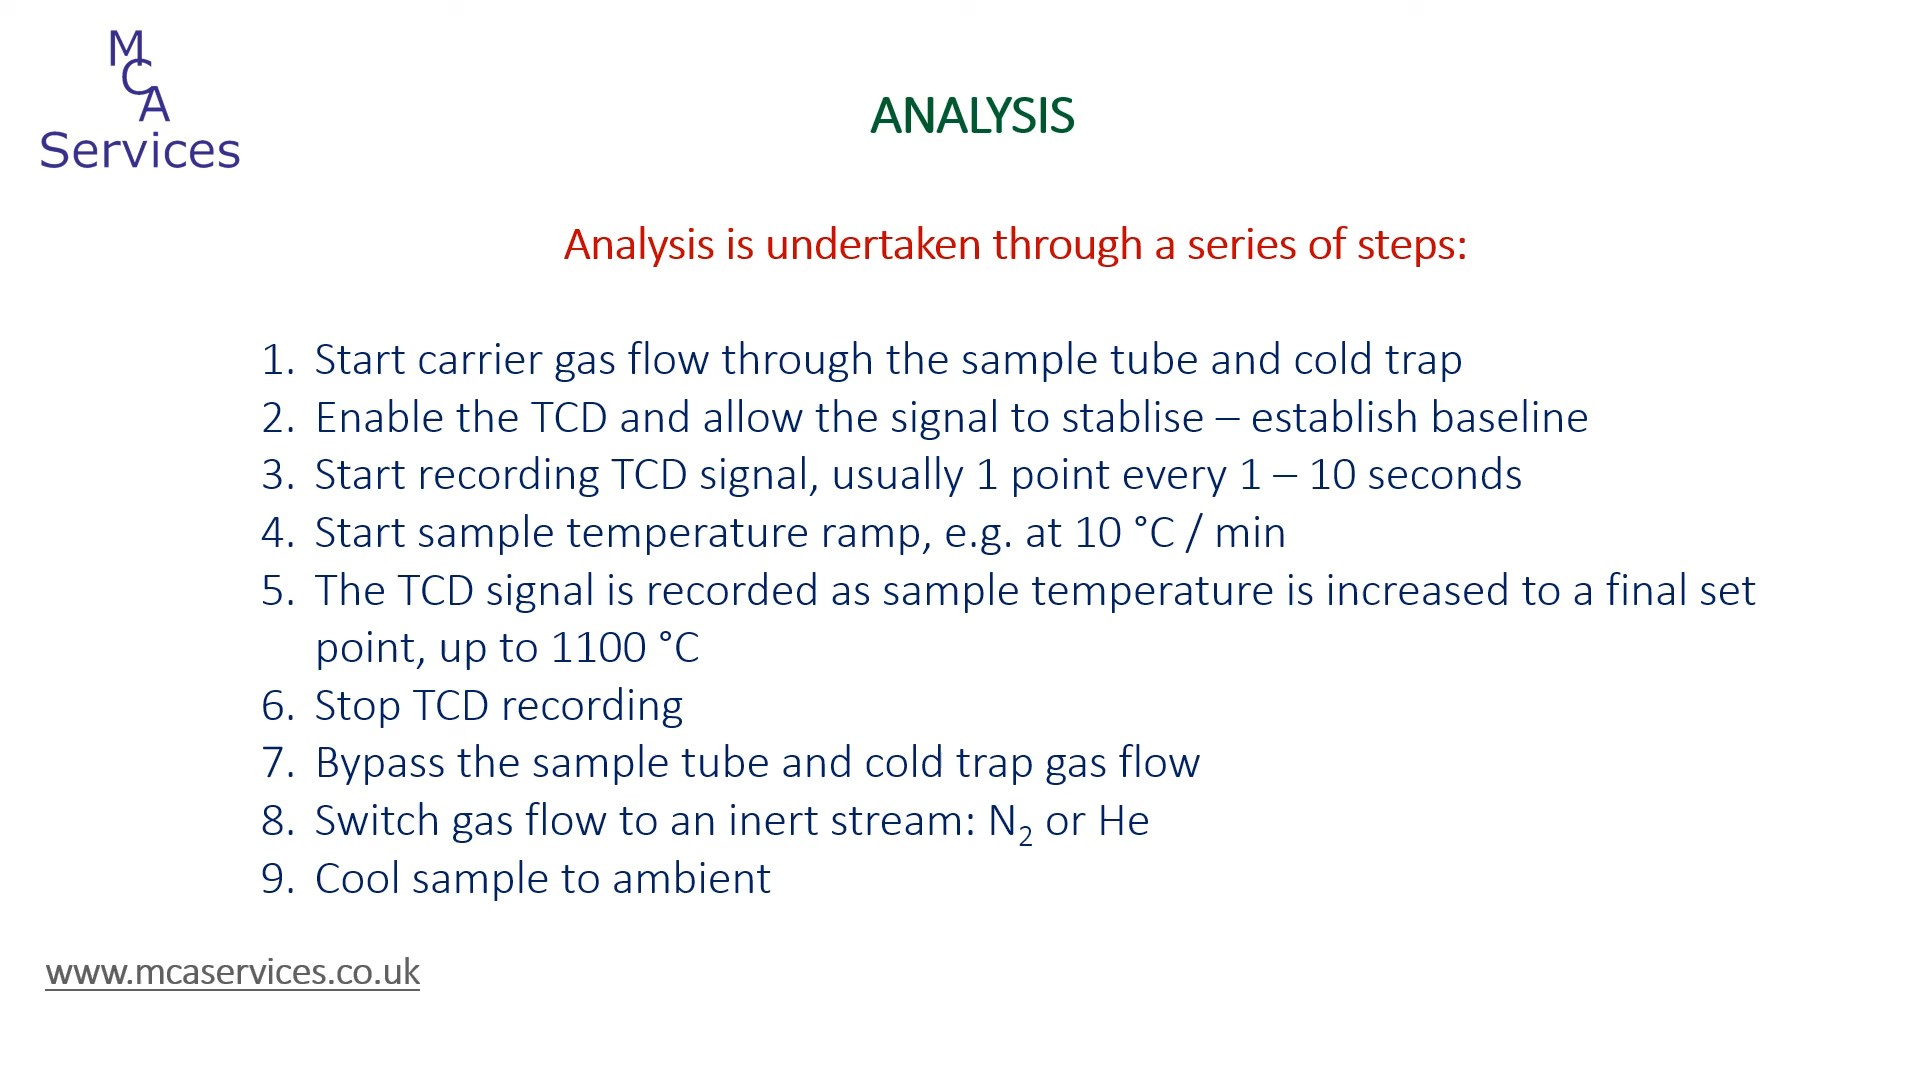 M
C
A
Services
ANALYSIS
Analysis is undertaken through a series of steps:
1. Start carrier gas flow through the sample tube and cold trap
2. Enable the TCD and allow the signal to stablise – establish baseline
3. Start recording TCD signal, usually 1 point every 1 – 10 seconds
4. Start sample temperature ramp, e.g. at 10 °C / min
5. The TCD signal is recorded as sample temperature is increased to a final set
point, up to 1100 °C
6. Stop TCD recording
7. Bypass the sample tube and cold trap gas flow
8. Switch gas flow to an inert stream: N₂ or He
9. Cool sample to ambient
www.mcaservices.co.uk